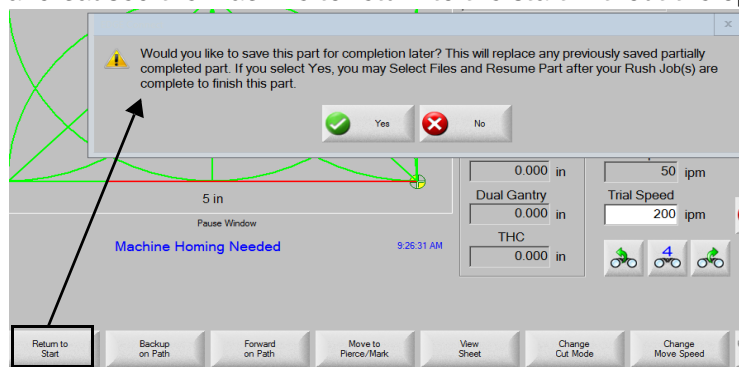 Would you like to save this part for completion later? This will replace any previously saved partially
completed part. If you select Yes, you may Select Files and Resume Part after your Rush Job(s) are
complete to finish this part.
Yes
No
0.000 in
50 ipm
5 in
Dual Gantry
Trial Speed
0.000 in
200 ipm
Pause Window
Machine Homing Needed
9:26:31 AM
THC
0.000 in
4
Return to
Start
Backup
on Path
Forward
on Path
Move to
Pierce/Mark
View
Sheet
Change
Cut Mode
Change
Move Speed